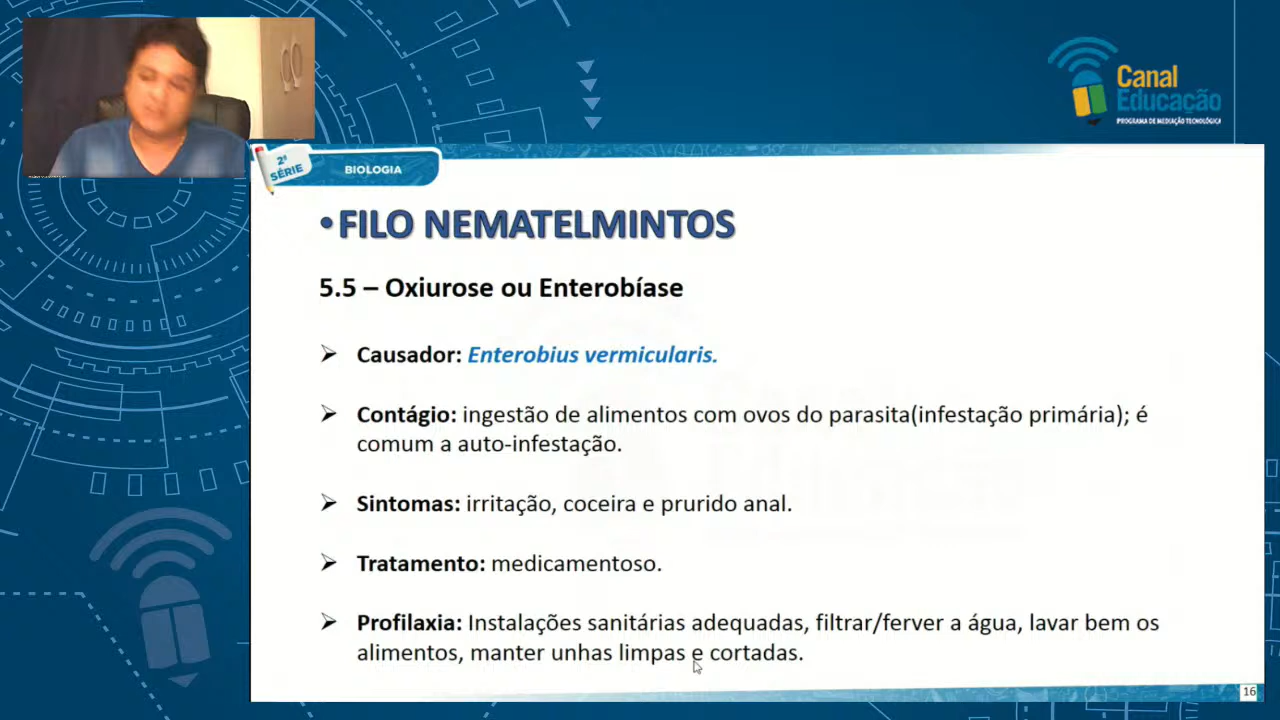 Canal
Educação
PROGRAMA DE MEDIAÇÃO TECNOLÓGICA
2ª
SÉRIE
BIOLOGIA
•FILO NEMATELMINTOS
5.5 – Oxiurose ou Enterobíase
➢ Causador: Enterobius vermicularis.
➢ Contágio: ingestão de alimentos com ovos do parasita(infestação primária); é
comum a auto-infestação.
➢ Sintomas: irritação, coceira e prurido anal.
➢ Tratamento: medicamentoso.
➢ Profilaxia: Instalações sanitárias adequadas, filtrar/ferver a água, lavar bem os
alimentos, manter unhas limpas e cortadas.
16